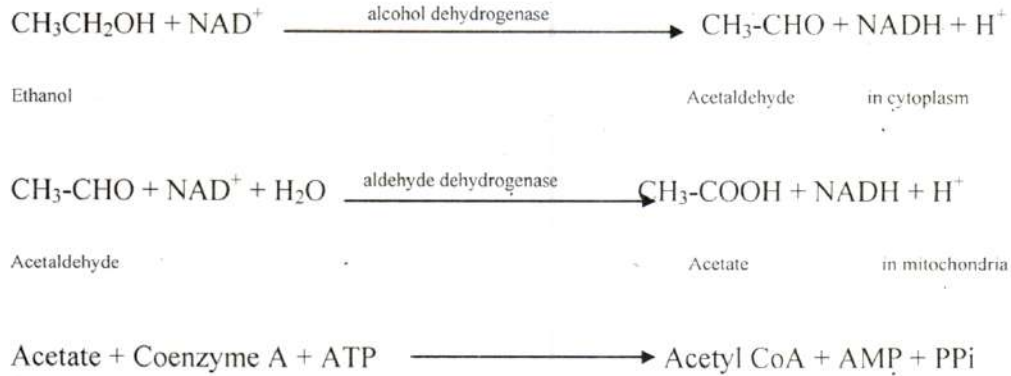 CH₃CH₂OH + NAD⁺ alcohol dehydrogenase CH₃-CHO + NADH + H⁺
Ethanol Acetaldehyde in cytoplasm
CH₃-CHO + NAD⁺ + H₂O aldehyde dehydrogenase CH₃-COOH + NADH + H⁺
Acetaldehyde Acetate in mitochondria
Acetate + Coenzyme A + ATP Acetyl CoA + AMP + PPi